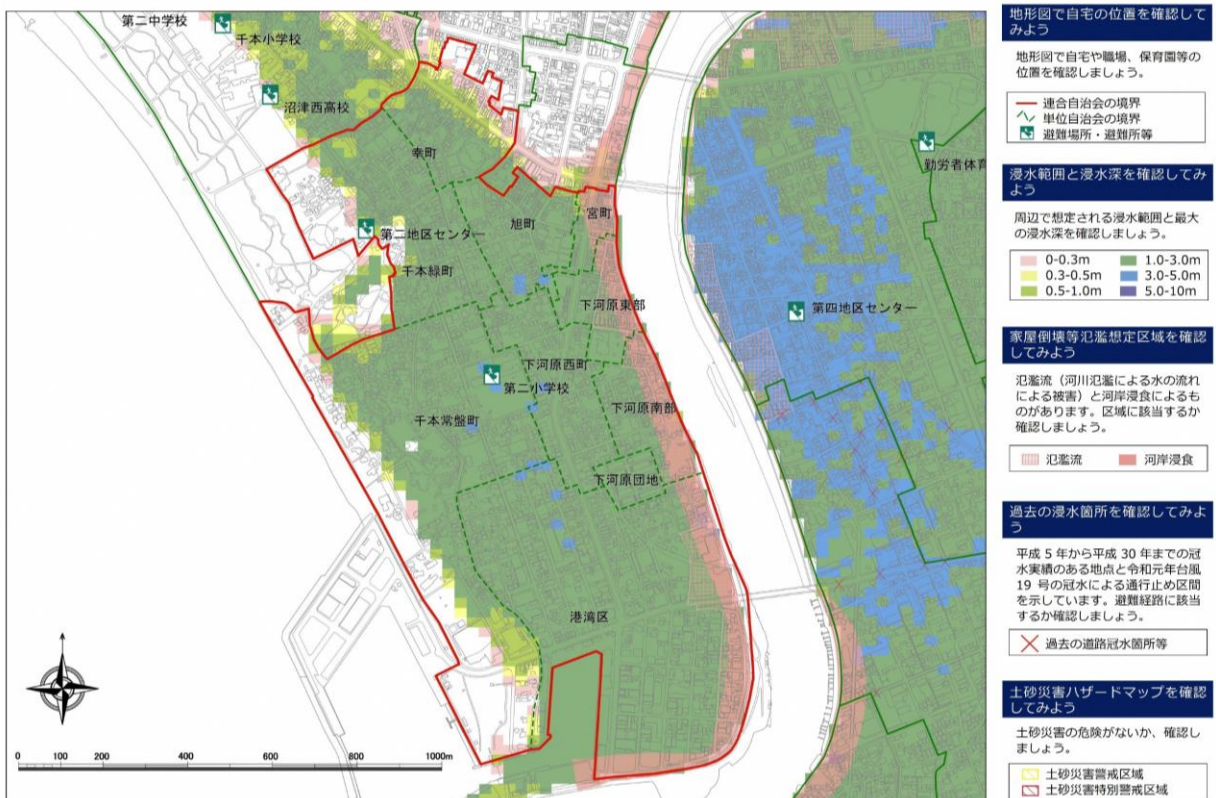 第二中学校
千本小学校
沼津西高校
幸町
旭町
宮町
勤労者体育
第二地区センター
千本緑町
下河原東部
第四地区センター
下河原西町
第二小学校
千本常盤町
下河原南部
下河原団地
港湾区
0 200 400 600 800 1000m
地形図で自宅の位置を確認して
みよう
地形図で自宅や職場、保育園等の
位置を確認しましょう。
連合自治会の境界
単位自治会の境界
避難場所・避難所等
浸水範囲と浸水深を確認してみ
よう
周辺で想定される浸水範囲と最大
の浸水深を確認しましょう。
0-0.3m 1.0-3.0m
0.3-0.5m 3.0-5.0m
0.5-1.0m 5.0-10m
家屋倒壊等氾濫想定区域を確認
してみよう
氾濫流（河川氾濫による水の流れ
による被害）と河岸浸食によるも
のがあります。区域に該当するか
確認しましょう。
氾濫流 河岸浸食
過去の浸水箇所を確認してみよ
う
平成 5 年から平成 30 年までの冠
水実績のある地点と令和元年台風
19 号の冠水による通行止め区間
を示しています。避難経路に該当
するか確認しましょう。
過去の道路冠水箇所等
土砂災害ハザードマップを確認
してみよう
土砂災害の危険がないか、確認し
ましょう。
土砂災害警戒区域
土砂災害特別警戒区域